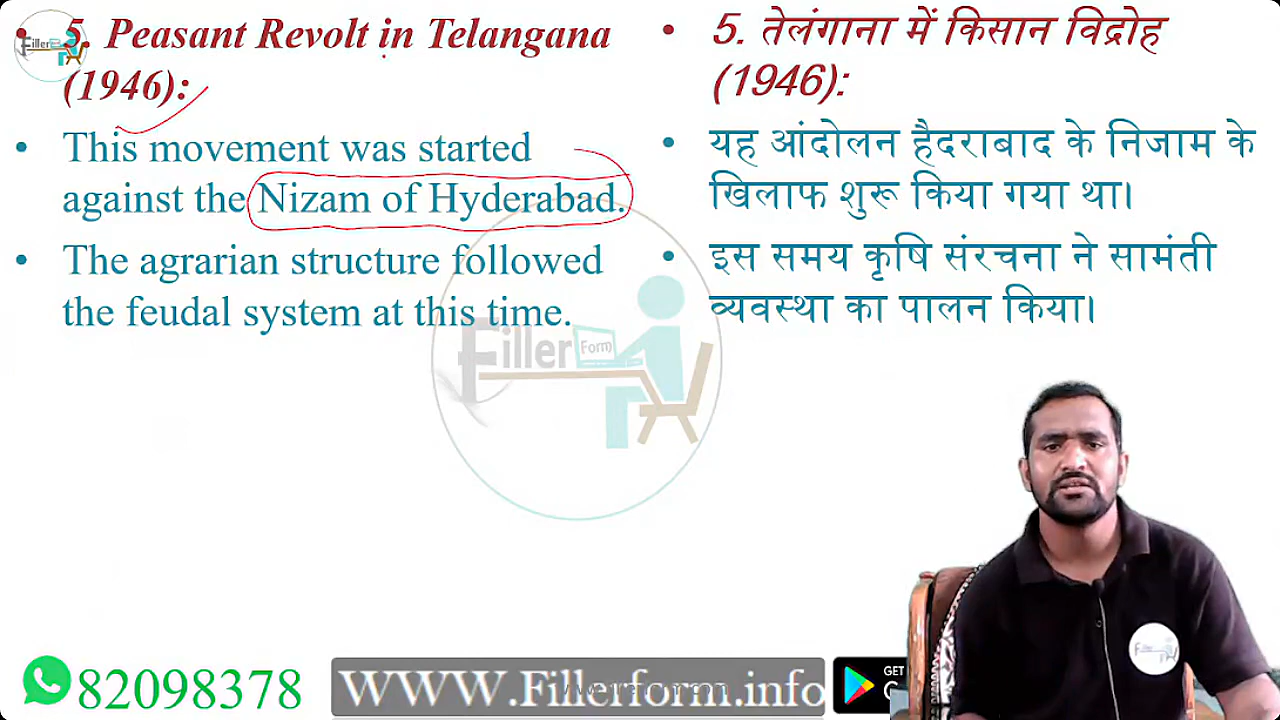 5. Peasant Revolt in Telangana
(1946):
• This movement was started
against the Nizam of Hyderabad.
• The agrarian structure followed
the feudal system at this time.
• 5. तेलंगाना में किसान विद्रोह
(1946):
• यह आंदोलन हैदराबाद के निजाम के
खिलाफ शुरू किया गया था।
• इस समय कृषि संरचना ने सामंती
व्यवस्था का पालन किया।
Filler Form
82098378
WWW.Fillerform.info
GET